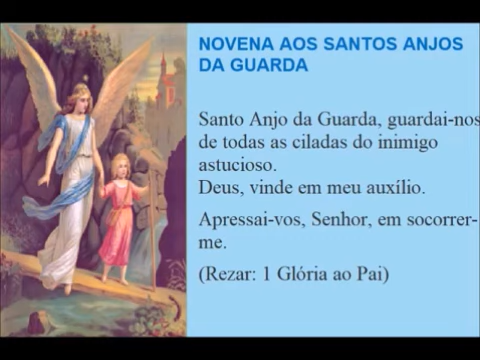 NOVENA AOS SANTOS ANJOS
DA GUARDA
Santo Anjo da Guarda, guardai-nos
de todas as ciladas do inimigo
astucioso.
Deus, vinde em meu auxílio.
Apressai-vos, Senhor, em socorrer-
me.
(Rezar: 1 Glória ao Pai)